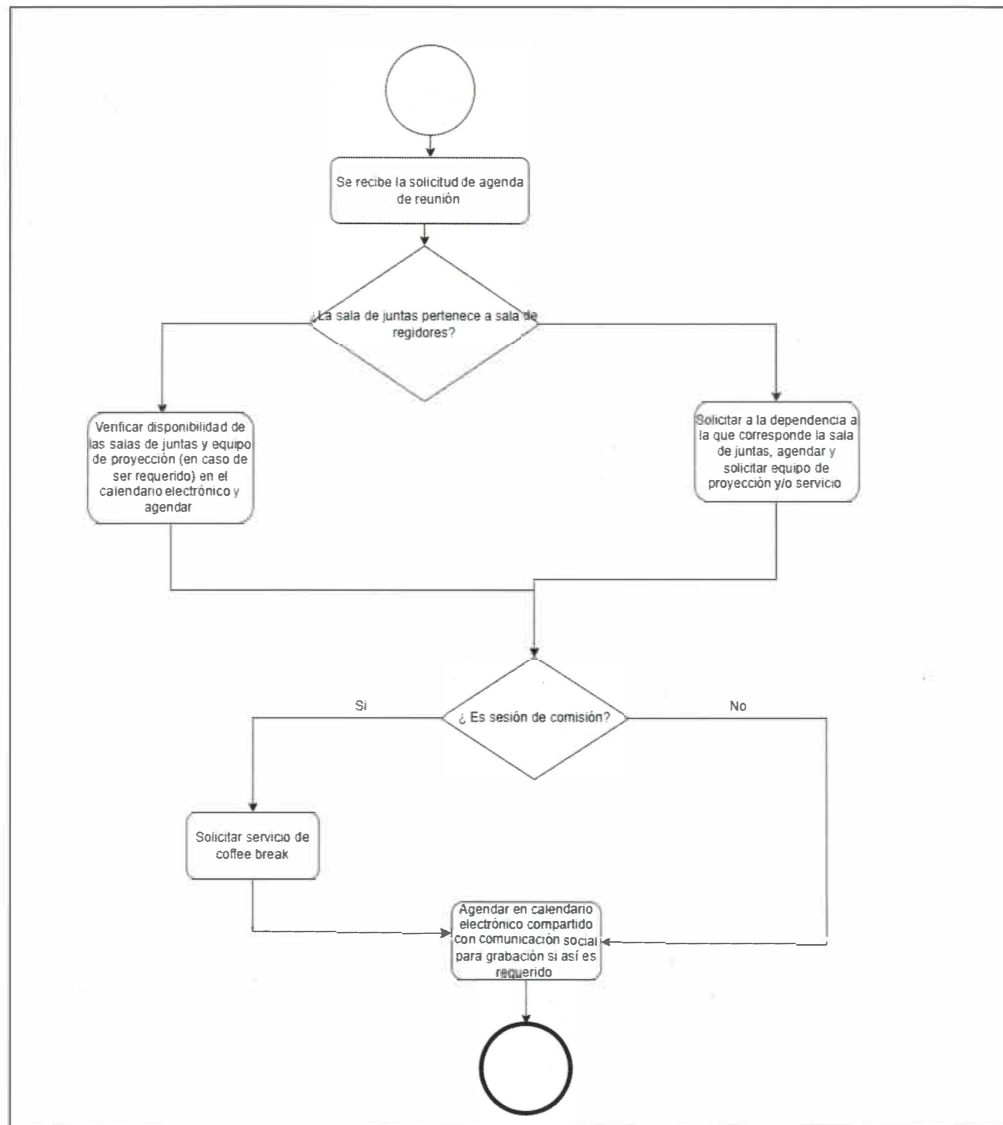 Se recibe la solicitud de agenda
de reunión
¿La sala de juntas pertenece a sala de
regidores?
Verificar disponibilidad de
las salas de juntas y equipo
de proyección (en caso de
ser requerido) en el
calendario electrónico y
agendar
Solicitar a la dependencia a
la que corresponde la sala
de juntas, agendar y
solicitar equipo de
proyección y/o servicio
¿ Es sesión de comisión?
Si
No
Solicitar servicio de
coffee break
Agendar en calendario
electrónico compartido
con comunicación social
para grabación si así es
requerido